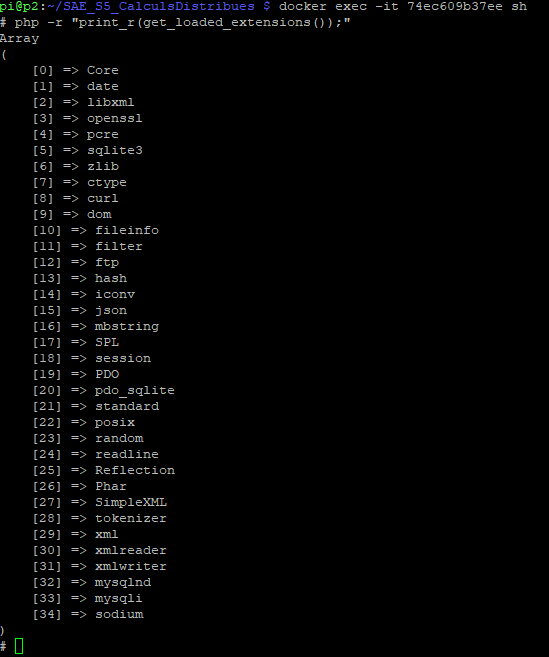 pi@p2:~/SAE_S5_CalculsDistribues $ docker exec -it 74ec609b37ee sh
# php -r "print_r(get_loaded_extensions());"
Array
(
    [0] => Core
    [1] => date
    [2] => libxml
    [3] => openssl
    [4] => pcre
    [5] => sqlite3
    [6] => zlib
    [7] => ctype
    [8] => curl
    [9] => dom
    [10] => fileinfo
    [11] => filter
    [12] => ftp
    [13] => hash
    [14] => iconv
    [15] => json
    [16] => mbstring
    [17] => SPL
    [18] => session
    [19] => PDO
    [20] => pdo_sqlite
    [21] => standard
    [22] => posix
    [23] => random
    [24] => readline
    [25] => Reflection
    [26] => Phar
    [27] => SimpleXML
    [28] => tokenizer
    [29] => xml
    [30] => xmlreader
    [31] => xmlwriter
    [32] => mysqlnd
    [33] => mysqli
    [34] => sodium
)
#